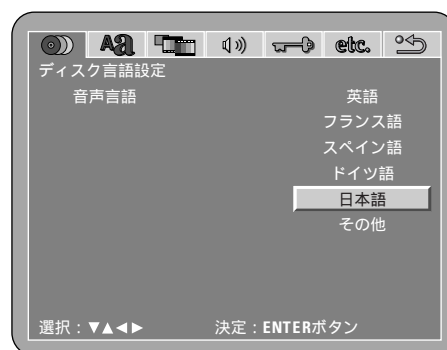 Aa etc.
ディスク言語設定
音声言語 英語
フランス語
スペイン語
ドイツ語
日本語
その他
選択：▼▲◀▶ 決定：ENTERボタン